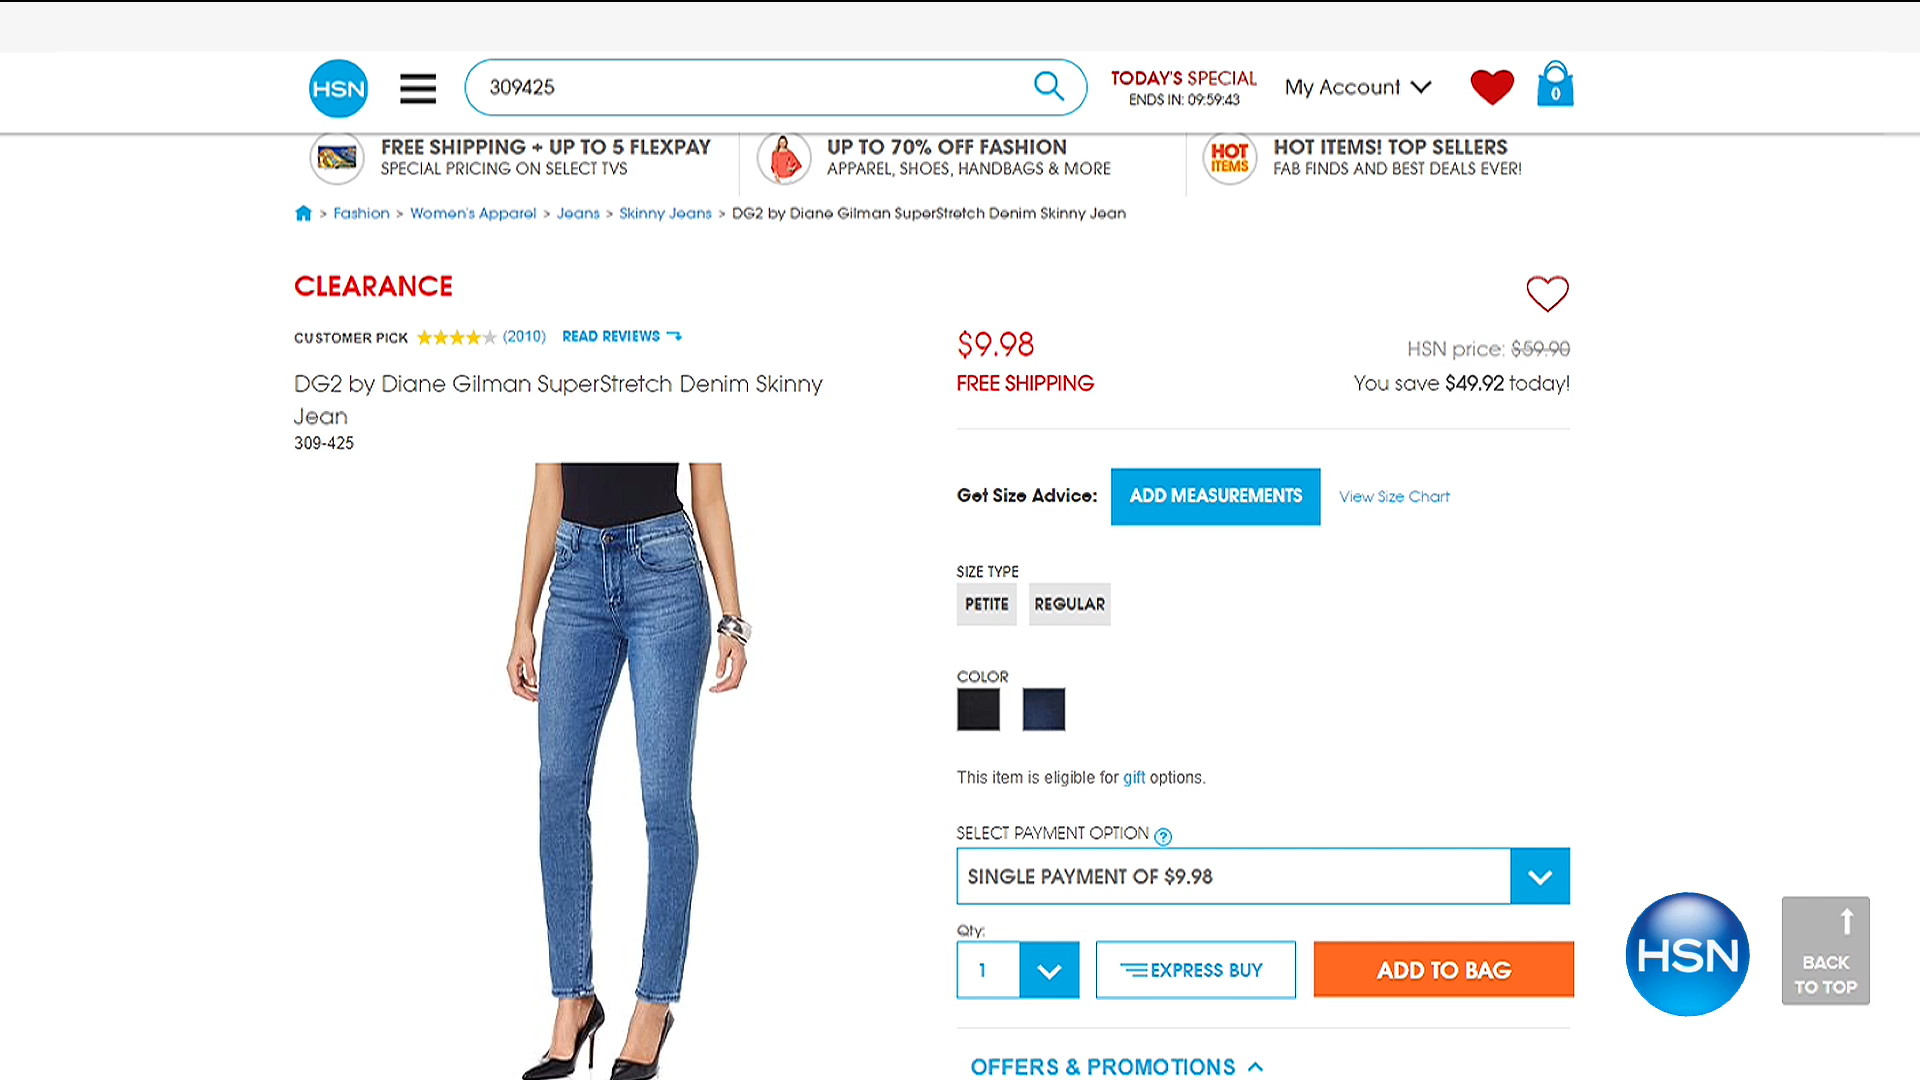 HSN
309425
TODAY'S SPECIAL
ENDS IN: 09:59:43
My Account
0
FREE SHIPPING + UP TO 5 FLEXPAY
SPECIAL PRICING ON SELECT TVS
UP TO 70% OFF FASHION
APPAREL, SHOES, HANDBAGS & MORE
HOT ITEMS
HOT ITEMS! TOP SELLERS
FAB FINDS AND BEST DEALS EVER!
> Fashion > Women's Apparel > Jeans > Skinny Jeans > DG2 by Diane Gilman SuperStretch Denim Skinny Jean
CLEARANCE
CUSTOMER PICK (2010) READ REVIEWS
DG2 by Diane Gilman SuperStretch Denim Skinny
Jean
309-425
$9.98
HSN price: $59.90
FREE SHIPPING
You save $49.92 today!
Get Size Advice: ADD MEASUREMENTS View Size Chart
SIZE TYPE
PETITE REGULAR
COLOR
This item is eligible for gift options.
SELECT PAYMENT OPTION ?
SINGLE PAYMENT OF $9.98
Qty:
1 EXPRESS BUY ADD TO BAG
OFFERS & PROMOTIONS
HSN
BACK
TO TOP